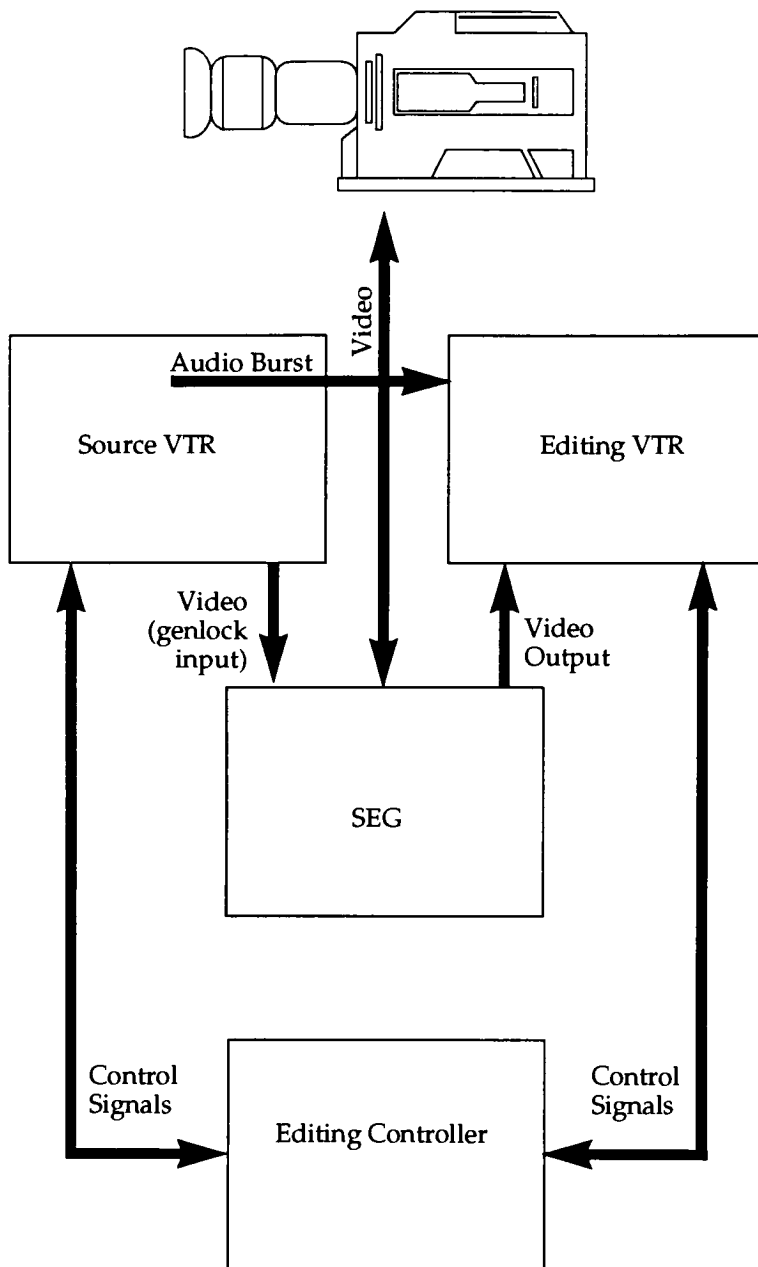 Video
Audio Burst
Source VTR
Editing VTR
Video
(genlock
input)
Video
Output
SEG
Control
Signals
Control
Signals
Editing Controller